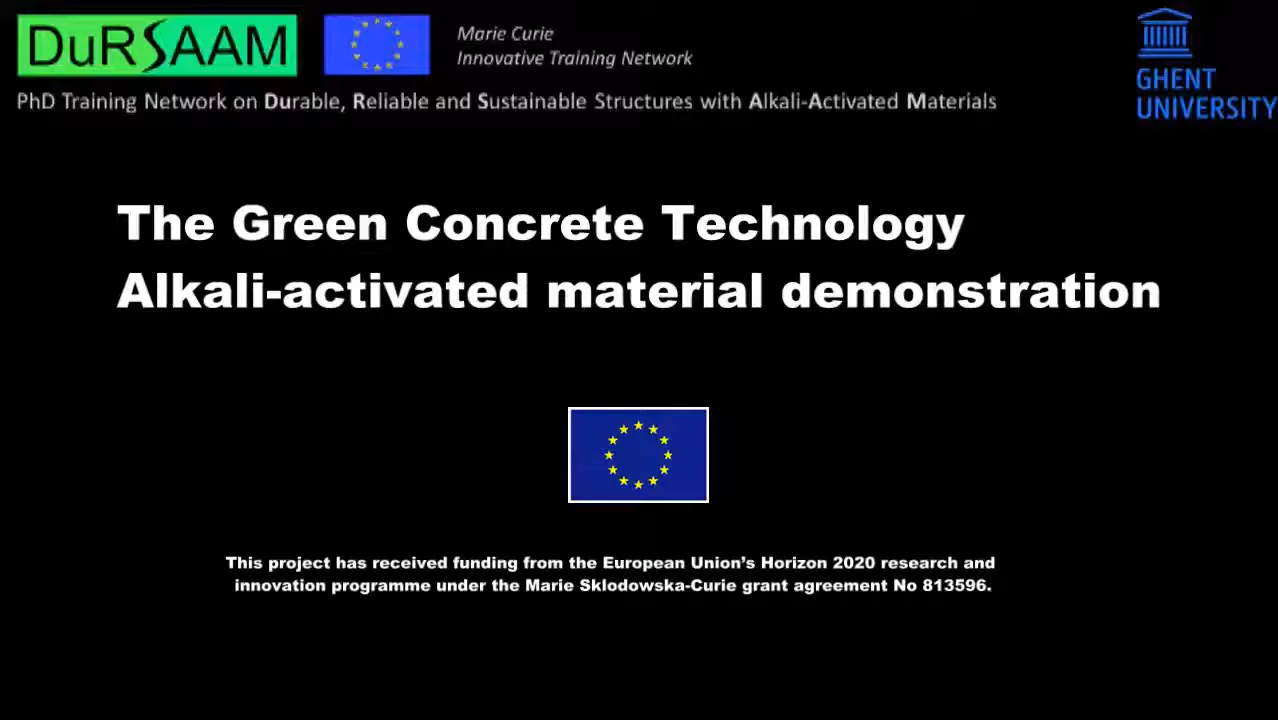 DuRSAAM
Marie Curie
Innovative Training Network
PhD Training Network on Durable, Reliable and Sustainable Structures with Alkali-Activated Materials
GHENT
UNIVERSITY
The Green Concrete Technology
Alkali-activated material demonstration
This project has received funding from the European Union’s Horizon 2020 research and
innovation programme under the Marie Sklodowska-Curie grant agreement No 813596.